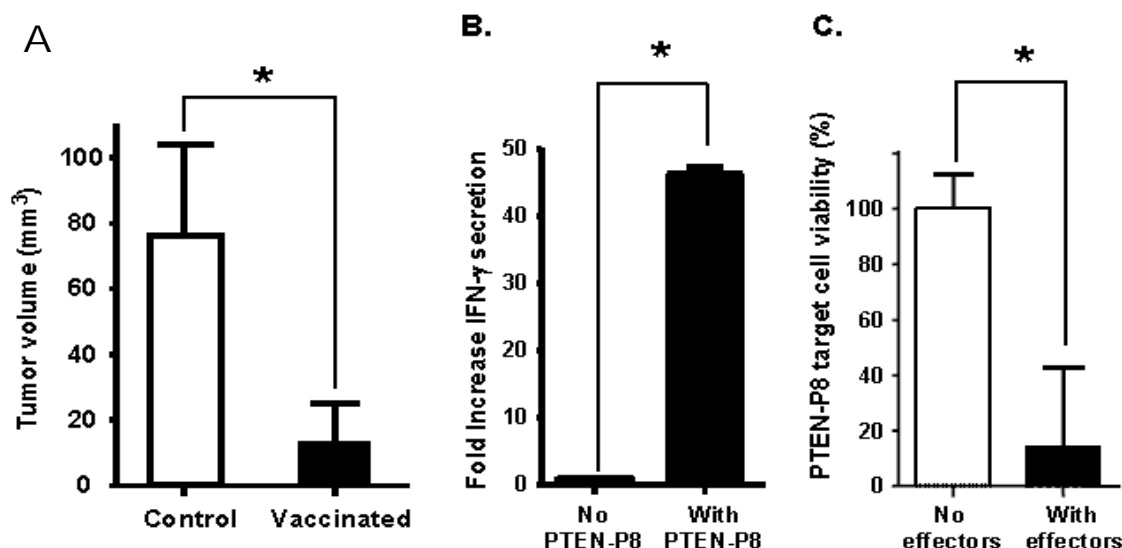 A
*
Tumor volume (mm³)
100
80
60
40
20
0
Control Vaccinated
B.
*
Fold Increase IFN-γ secretion
50
40
30
20
10
0
No With
PTEN-P8 PTEN-P8
C.
*
PTEN-P8 target cell viability (%)
100
80
60
40
20
0
No With
effectors effectors